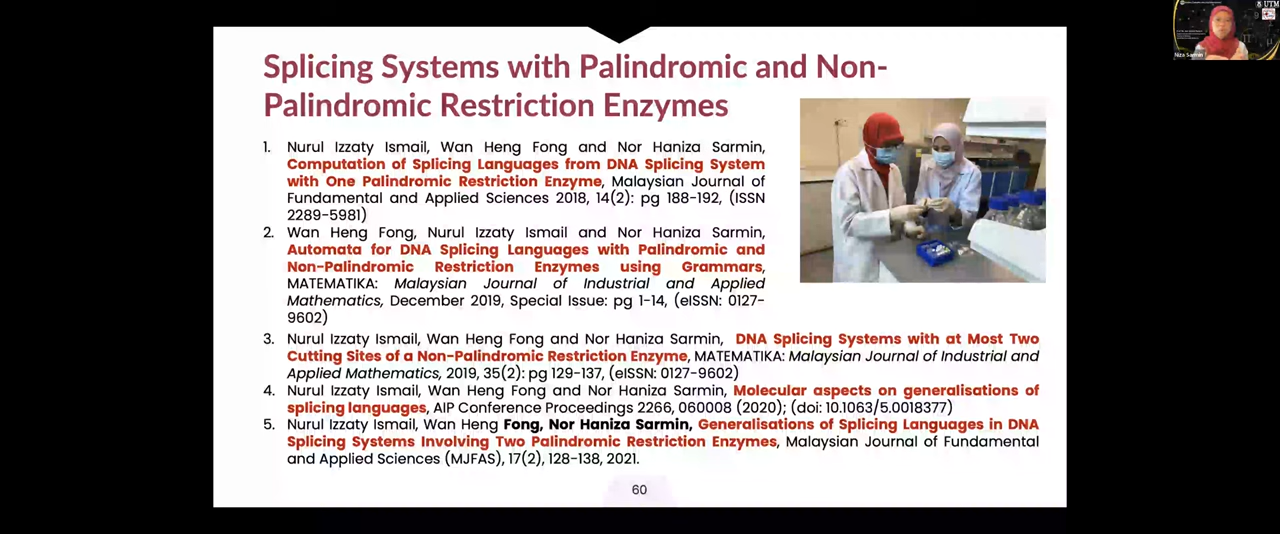 Splicing Systems with Palindromic and Non-
Palindromic Restriction Enzymes
1. Nurul Izzaty Ismail, Wan Heng Fong and Nor Haniza Sarmin,
Computation of Splicing Languages from DNA Splicing System
with One Palindromic Restriction Enzyme, Malaysian Journal of
Fundamental and Applied Sciences 2018, 14(2): pg 188-192, (ISSN
2289-5981)
2. Wan Heng Fong, Nurul Izzaty Ismail and Nor Haniza Sarmin,
Automata for DNA Splicing Languages with Palindromic and
Non-Palindromic Restriction Enzymes using Grammars,
MATEMATIKA: Malaysian Journal of Industrial and Applied
Mathematics, December 2019, Special Issue: pg 1-14, (eISSN: 0127-
9602)
3. Nurul Izzaty Ismail, Wan Heng Fong and Nor Haniza Sarmin, DNA Splicing Systems with at Most Two
Cutting Sites of a Non-Palindromic Restriction Enzyme, MATEMATIKA: Malaysian Journal of Industrial and
Applied Mathematics, 2019, 35(2): pg 129-137, (eISSN: 0127-9602)
4. Nurul Izzaty Ismail, Wan Heng Fong and Nor Haniza Sarmin, Molecular aspects on generalisations of
splicing languages, AIP Conference Proceedings 2266, 060008 (2020); (doi: 10.1063/5.0018377)
5. Nurul Izzaty Ismail, Wan Heng Fong, Nor Haniza Sarmin, Generalisations of Splicing Languages in DNA
Splicing Systems Involving Two Palindromic Restriction Enzymes, Malaysian Journal of Fundamental
and Applied Sciences (MJFAS), 17(2), 128-138, 2021.
60
UTM
Niza Sarmin